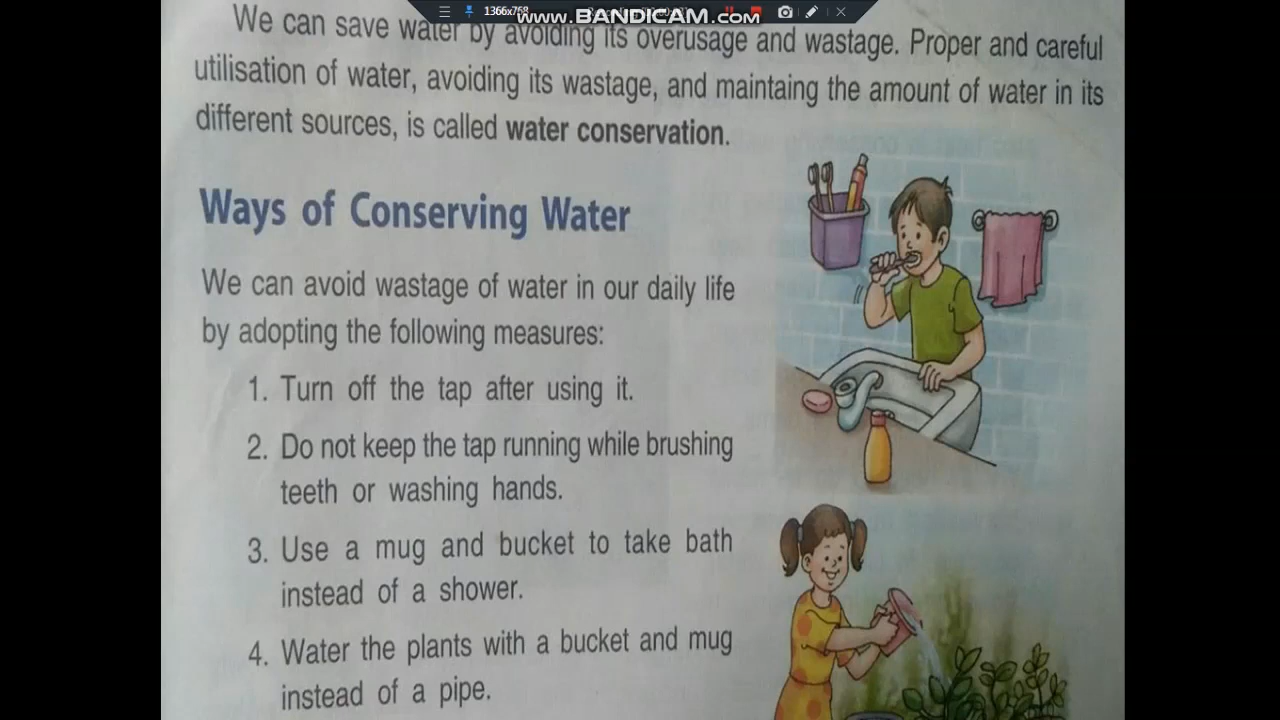 1366x768
www.BANDICAM.com
We can save water by avoiding its overusage and wastage. Proper and careful
utilisation of water, avoiding its wastage, and maintaing the amount of water in its
different sources, is called water conservation.
Ways of Conserving Water
We can avoid wastage of water in our daily life
by adopting the following measures:
1. Turn off the tap after using it.
2. Do not keep the tap running while brushing
teeth or washing hands.
3. Use a mug and bucket to take bath
instead of a shower.
4. Water the plants with a bucket and mug
instead of a pipe.